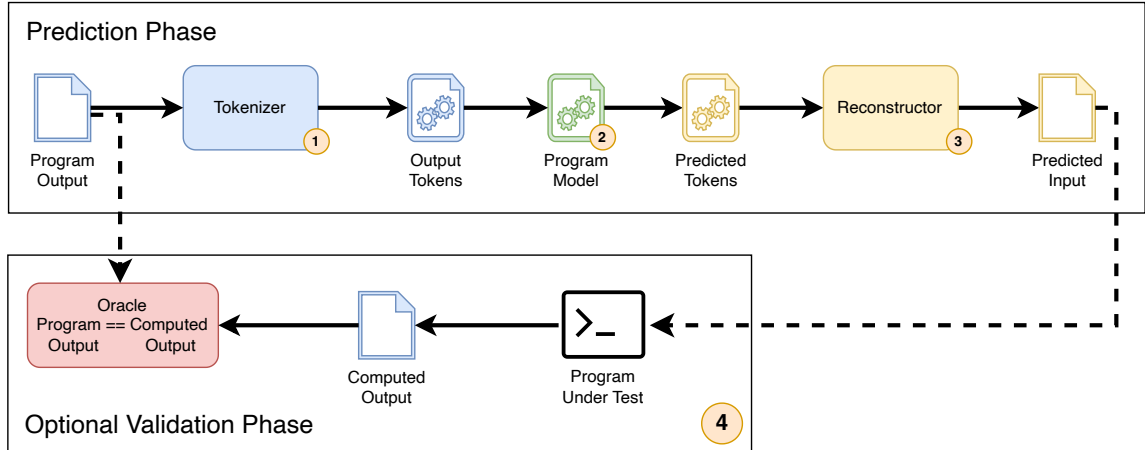 Prediction Phase
Tokenizer
1
2
Reconstructor
3
Program
Output
Output
Tokens
Program
Model
Predicted
Tokens
Predicted
Input
Oracle
Program == Computed
Output Output
>_
Computed
Output
Program
Under Test
Optional Validation Phase
4